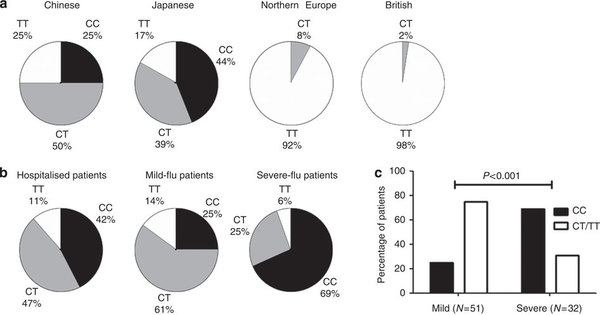 a
Chinese
Japanese
Northern Europe
British
TT
25%
CC
25%
CT
50%
TT
17%
CC
44%
CT
39%
CT
8%
TT
92%
CT
2%
TT
98%
b
Hospitalised patients
Mild-flu patients
Severe-flu patients
TT
11%
CC
42%
CT
47%
TT
14%
CC
25%
CT
61%
TT
6%
CT
25%
CC
69%
c
Percentage of patients
100
80
60
40
20
0
P<0.001
CC
CT/TT
Mild (N=51)
Severe (N=32)